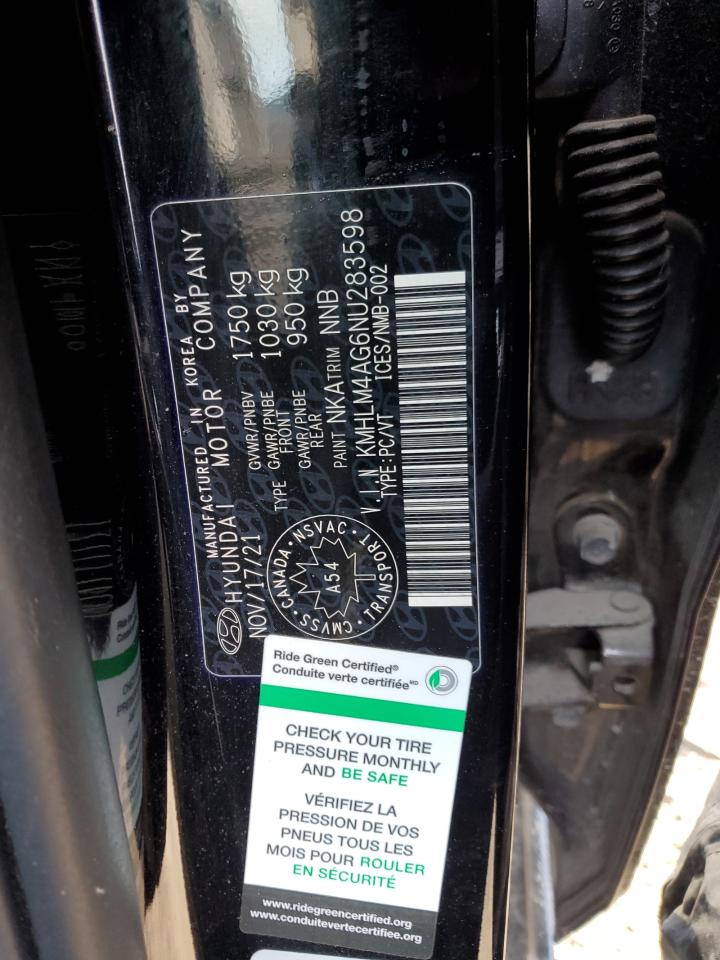 MANUFACTURED IN KOREA BY
HYUNDAI MOTOR COMPANY
NOV/17/21 GVWR/PNBV 1750 kg
TYPE GAWR/PNBE FRONT 1030 kg
GAWR/PNBE REAR 950 kg
PAINT NKA TRIM NNB
V.I.N KMHLM4AG6NU283598
TYPE:PC/VT ICES/NMB-002
CANADA • NSVAC • TRANSPORT • CMVSS •
A54
Ride Green Certified®
Conduite verte certifiée MD
CHECK YOUR TIRE
PRESSURE MONTHLY
AND BE SAFE
VÉRIFIEZ LA
PRESSION DE VOS
PNEUS TOUS LES
MOIS POUR ROULER
EN SÉCURITÉ
www.ridegreencertified.org
www.conduitevertecertifiee.org